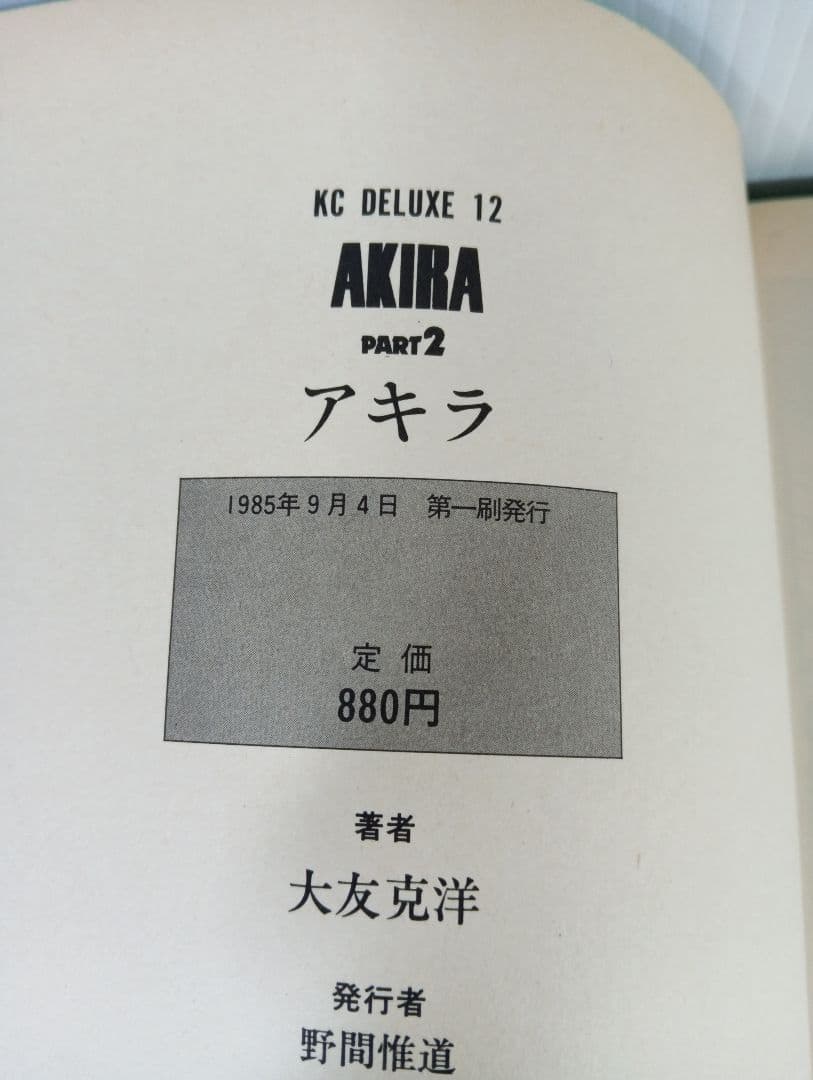 KC DELUXE 12
AKIRA
PART2
アキラ
1985年9月4日 第一刷発行
定価
880円
著者
大友克洋
発行者
野間惟道